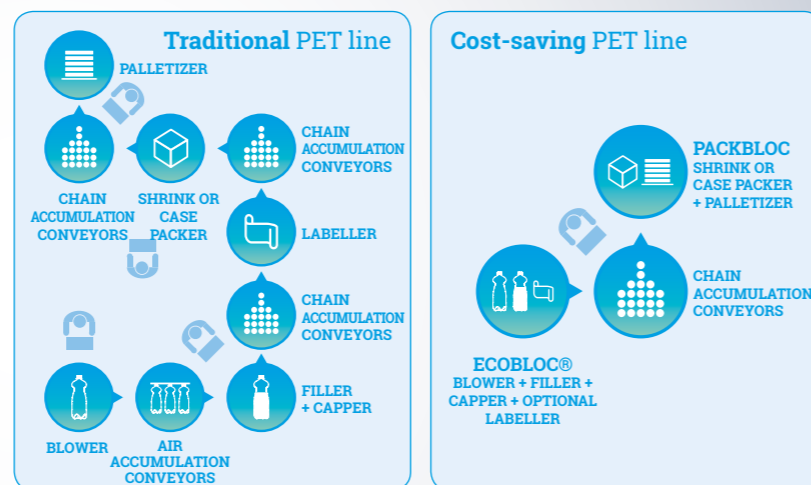 Traditional PET line
PALLETIZER
CHAIN
ACCUMULATION
CONVEYORS
SHRINK OR
CASE
PACKER
CHAIN
ACCUMULATION
CONVEYORS
LABELLER
CHAIN
ACCUMULATION
CONVEYORS
FILLER
+ CAPPER
BLOWER
AIR
ACCUMULATION
CONVEYORS
Cost-saving PET line
PACKBLOC
SHRINK OR
CASE PACKER
+ PALLETIZER
CHAIN
ACCUMULATION
CONVEYORS
ECOBLOC®
BLOWER + FILLER +
CAPPER + OPTIONAL
LABELLER